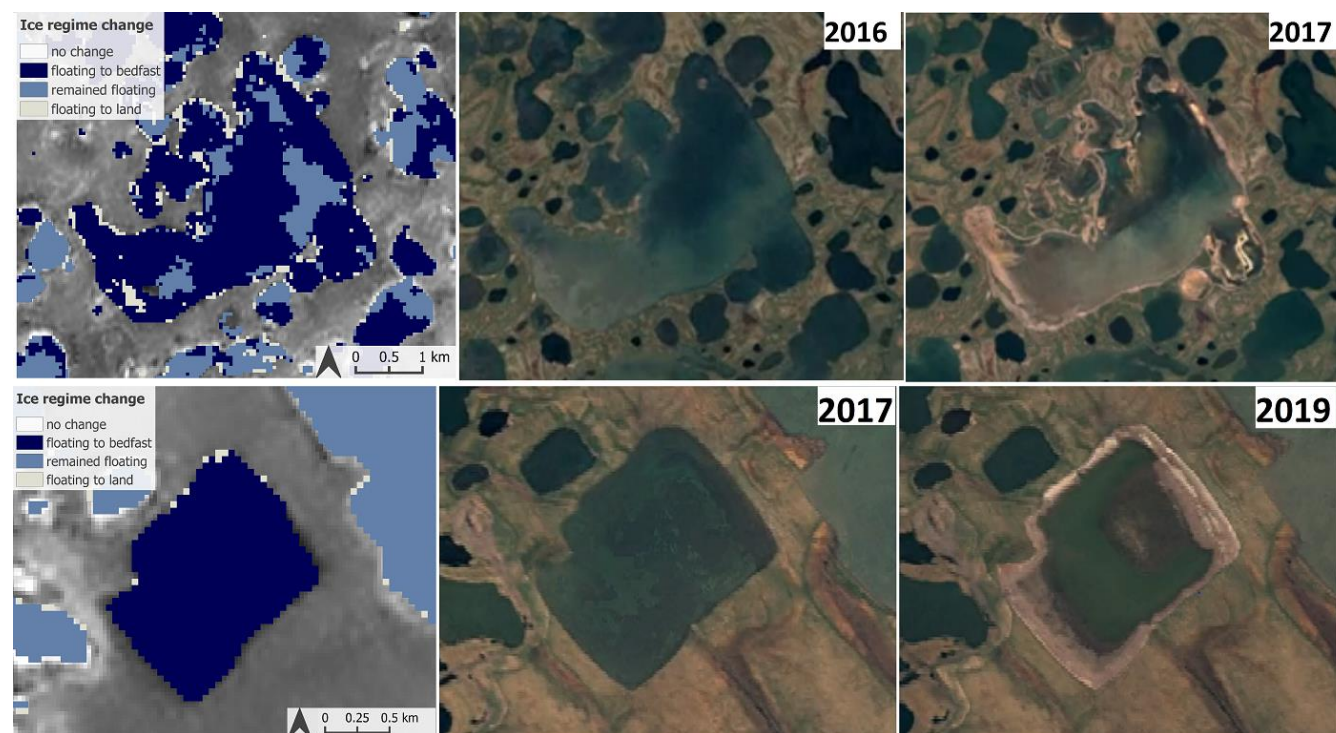 Ice regime change
no change
floating to bedfast
remained floating
floating to land
0 0.5 1 km
2016
2017
Ice regime change
no change
floating to bedfast
remained floating
floating to land
0 0.25 0.5 km
2017
2019